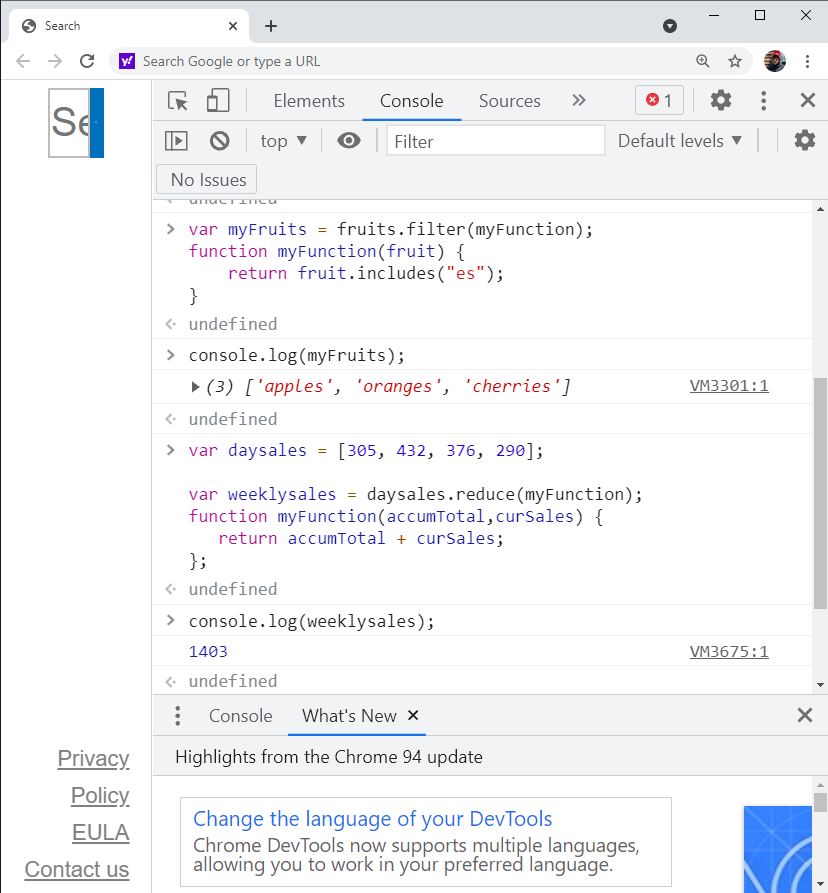 Search
Search Google or type a URL
Se
Elements Console Sources 1
top Filter Default levels
No Issues
undefined
var myFruits = fruits.filter(myFunction);
function myFunction(fruit) {
return fruit.includes("es");
}
undefined
console.log(myFruits);
(3) ['apples', 'oranges', 'cherries'] VM3301:1
undefined
var daysales = [305, 432, 376, 290];
var weeklysales = daysales.reduce(myFunction);
function myFunction(accumTotal,curSales) {
return accumTotal + curSales;
};
undefined
console.log(weeklysales);
1403 VM3675:1
undefined
Console What's New
Highlights from the Chrome 94 update
Change the language of your DevTools
Chrome DevTools now supports multiple languages,
allowing you to work in your preferred language.
Privacy
Policy
EULA
Contact us